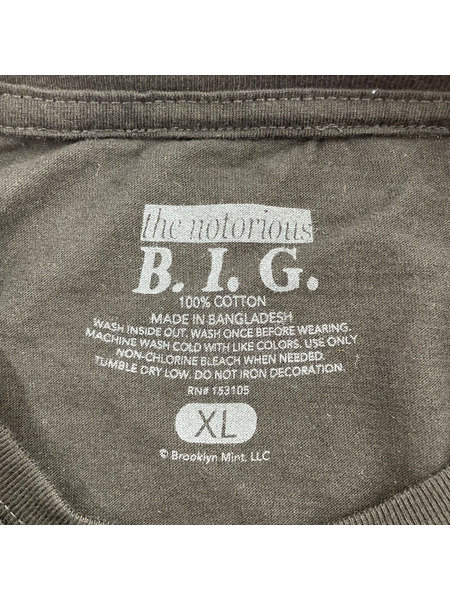 the notorious
B. I. G.
100% COTTON
MADE IN BANGLADESH
WASH INSIDE OUT. WASH ONCE BEFORE WEARING.
MACHINE WASH COLD WITH LIKE COLORS. USE ONLY
NON-CHLORINE BLEACH WHEN NEEDED.
TUMBLE DRY LOW. DO NOT IRON DECORATION.
RN# 153105
XL
© Brooklyn Mint, LLC